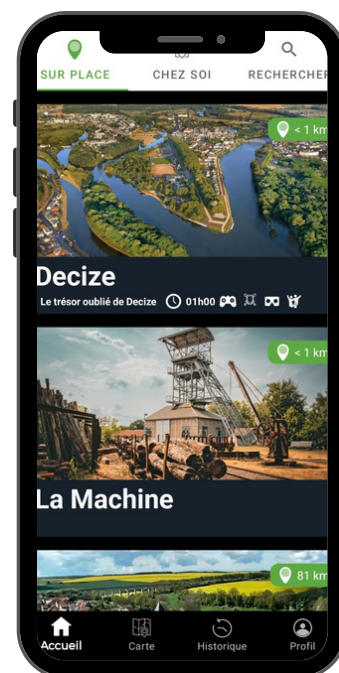 SUR PLACE CHEZ SOI RECHERCHER
< 1 km
Decize
Le trésor oublié de Decize 01h00
< 1 km
La Machine
81 km
Accueil Carte Historique Profil